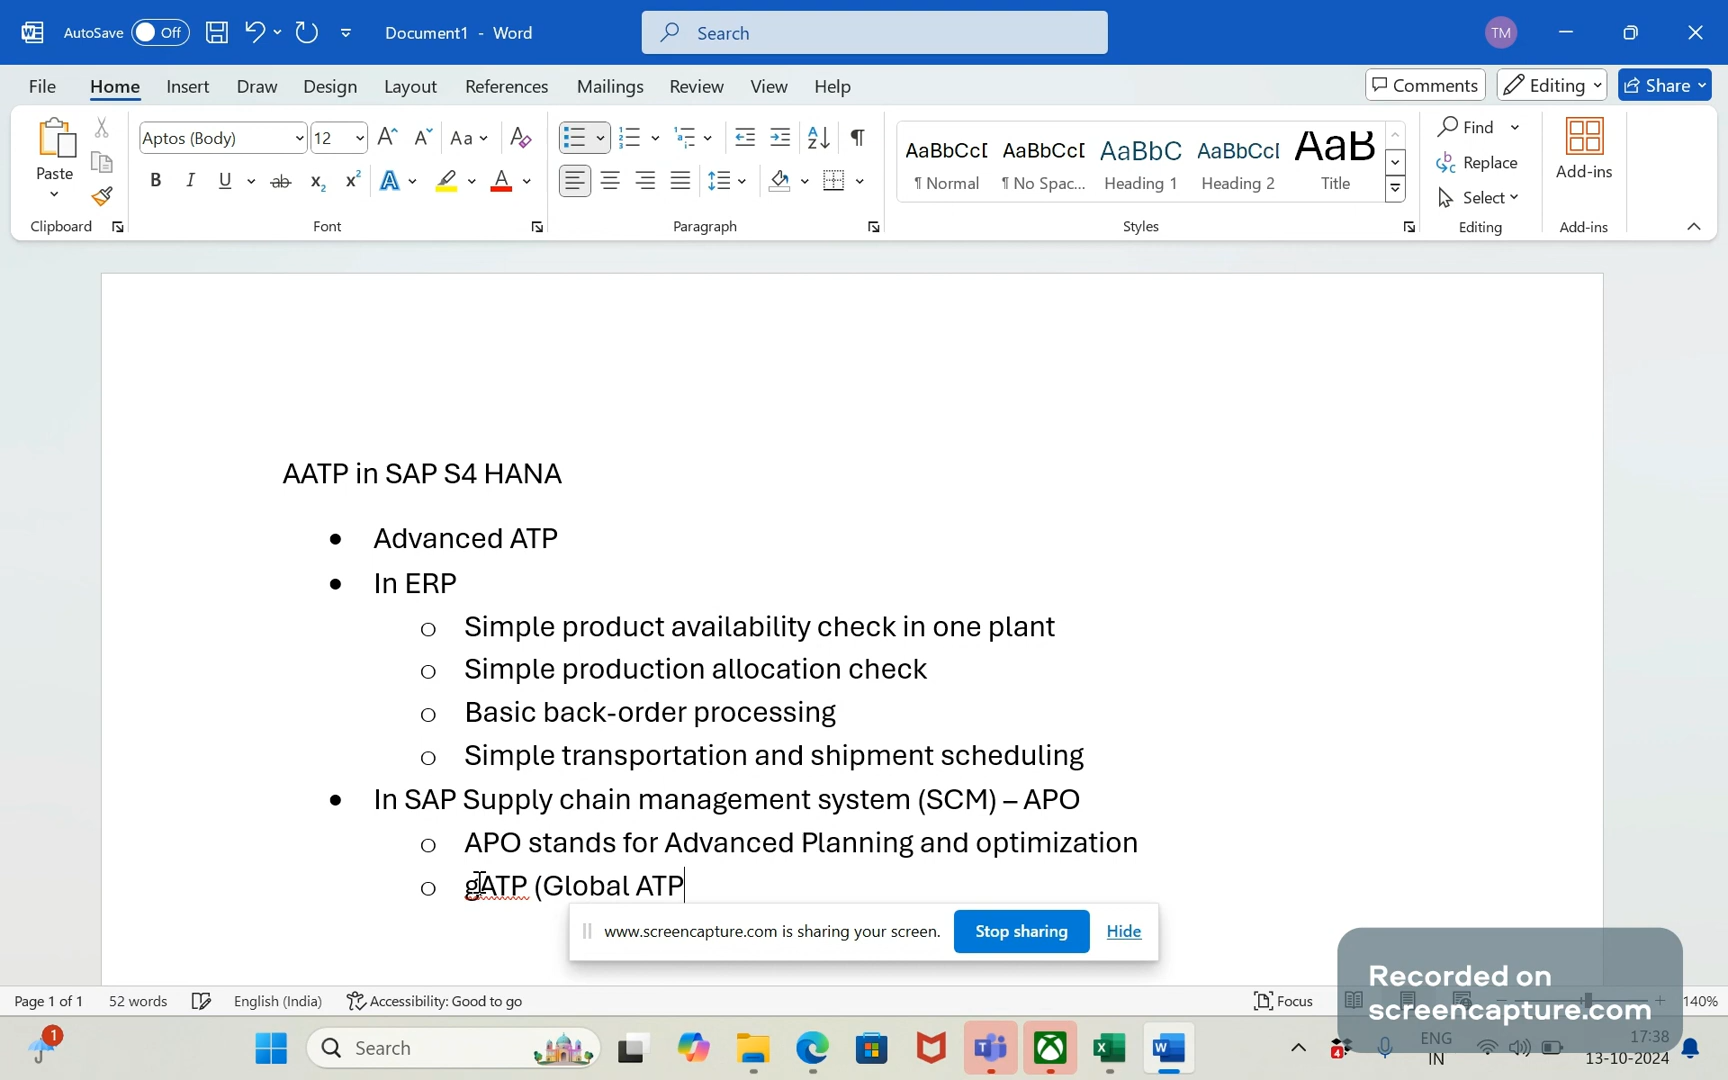 AutoSave Off Document1 - Word Search TM
File Home Insert Draw Design Layout References Mailings Review View Help Comments Editing Share
Paste Aptos (Body) 12 Aa AaBbCcD AaBbCcD AaBbC AaBbCcD AaB Find Replace Select Add-ins
¶ Normal ¶ No Spac... Heading 1 Heading 2 Title
Clipboard Font Paragraph Styles Editing Add-ins
AATP in SAP S4 HANA
• Advanced ATP
• In ERP
o Simple product availability check in one plant
o Simple production allocation check
o Basic back-order processing
o Simple transportation and shipment scheduling
• In SAP Supply chain management system (SCM) – APO
o APO stands for Advanced Planning and optimization
o gATP (Global ATP
www.screencapture.com is sharing your screen. Stop sharing Hide
Recorded on
screencapture.com
Page 1 of 1 52 words English (India) Accessibility: Good to go Focus 140%
1 Search 4 ENG 17:38
IN 13-10-2024